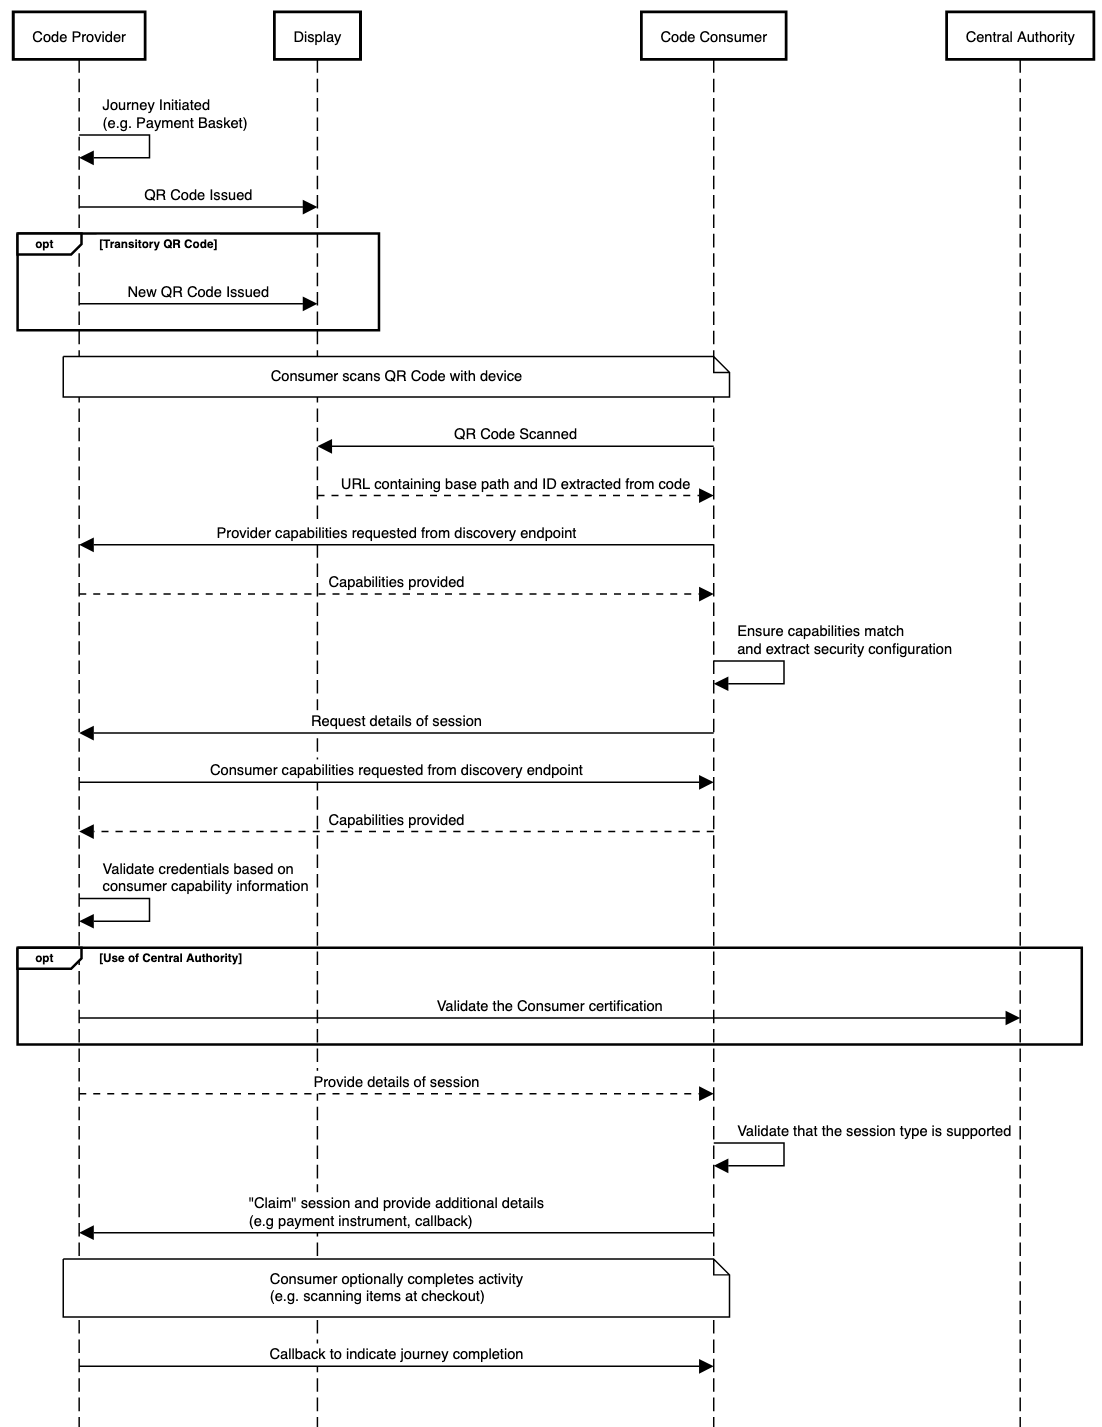 Code Provider
Display
Code Consumer
Central Authority
Journey Initiated
(e.g. Payment Basket)
QR Code Issued
opt
[Transitory QR Code]
New QR Code Issued
Consumer scans QR Code with device
QR Code Scanned
URL containing base path and ID extracted from code
Provider capabilities requested from discovery endpoint
Capabilities provided
Ensure capabilities match
and extract security configuration
Request details of session
Consumer capabilities requested from discovery endpoint
Capabilities provided
Validate credentials based on
consumer capability information
opt
[Use of Central Authority]
Validate the Consumer certification
Provide details of session
Validate that the session type is supported
"Claim" session and provide additional details
(e.g payment instrument, callback)
Consumer optionally completes activity
(e.g. scanning items at checkout)
Callback to indicate journey completion